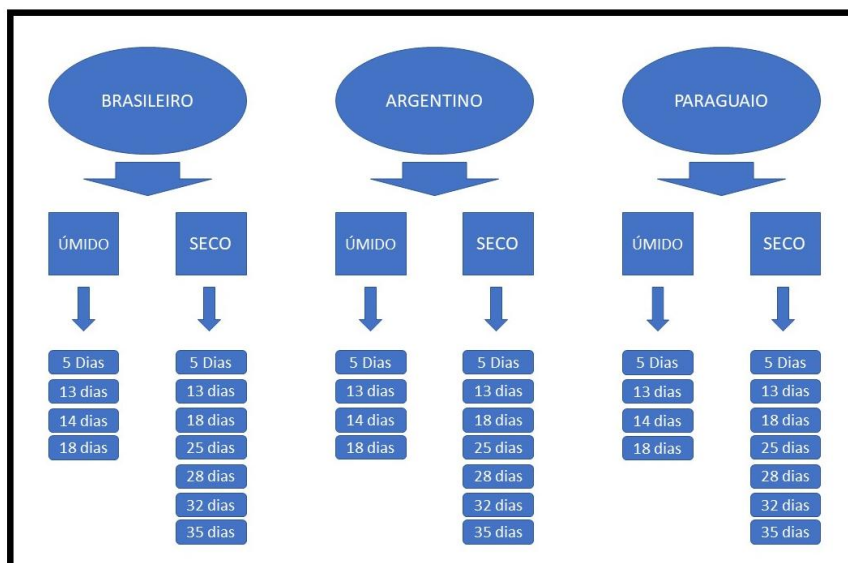 BRASILEIRO
ÚMIDO
5 Dias
13 dias
14 dias
18 dias
SECO
5 Dias
13 dias
18 dias
25 dias
28 dias
32 dias
35 dias
ARGENTINO
ÚMIDO
5 Dias
13 dias
14 dias
18 dias
SECO
5 Dias
13 dias
18 dias
25 dias
28 dias
32 dias
35 dias
PARAGUAIO
ÚMIDO
5 Dias
13 dias
14 dias
18 dias
SECO
5 Dias
13 dias
18 dias
25 dias
28 dias
32 dias
35 dias